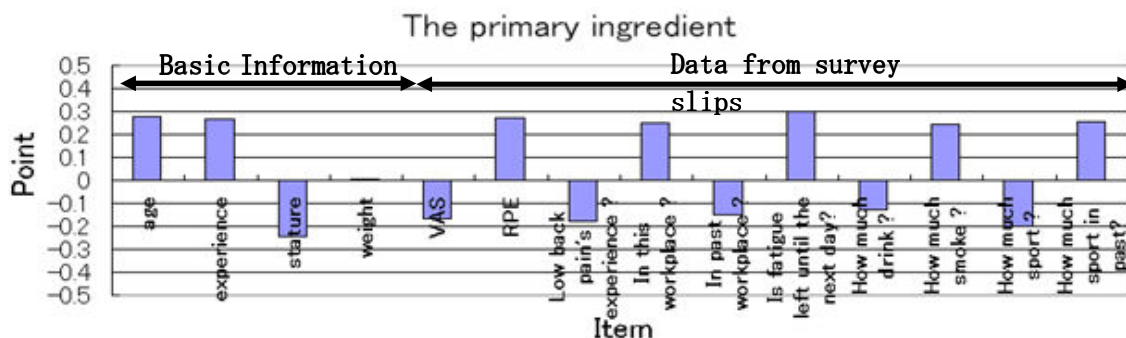 The primary ingredient
Basic Information
Data from survey
slips
Point
0.5
0.4
0.3
0.2
0.1
0
-0.1
-0.2
-0.3
-0.4
-0.5
age
experience
stature
weight
VAS
RPE
Low back
pain's
experience ?
In this
workplace ?
In past
workplace ?
Is fatigue
left until the
next day?
How much
drink ?
How much
smoke ?
How much
sport ?
How much
sport in
past?
Item